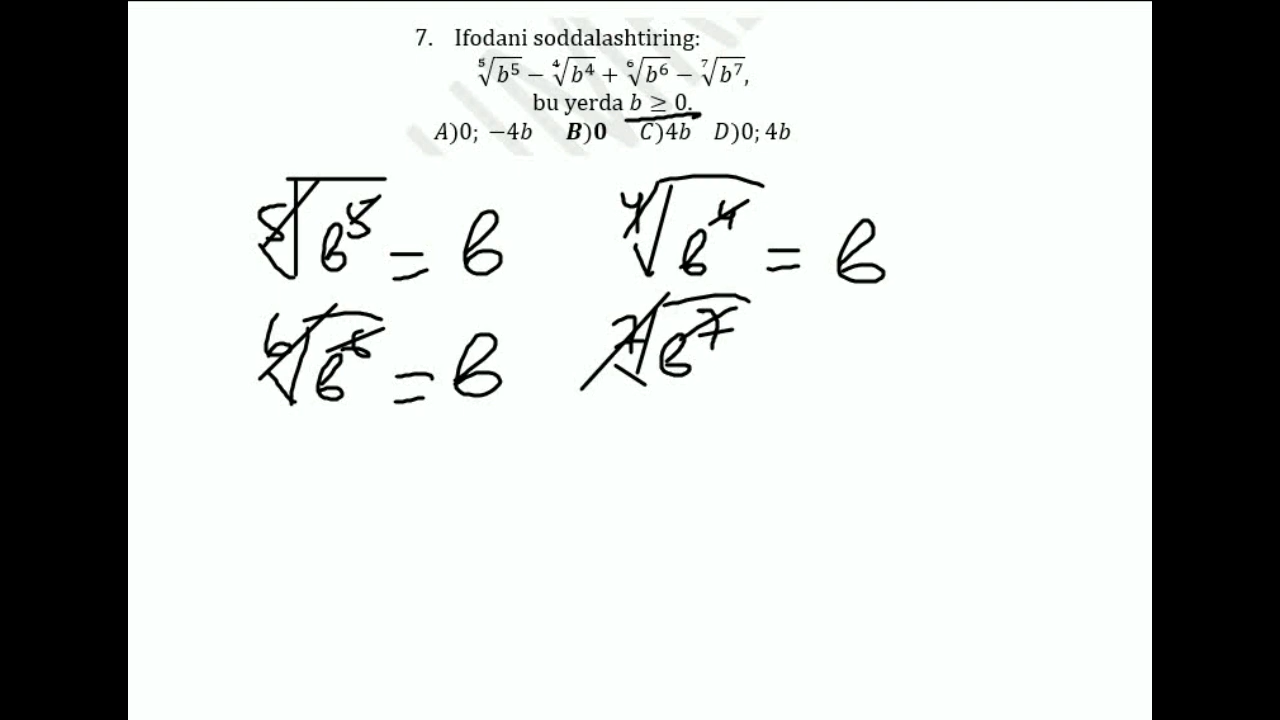 7. Ifodani soddalashtiring:
⁵√b⁵ − ⁴√b⁴ + ⁶√b⁶ − ⁷√b⁷,
bu yerda b ≥ 0.
A)0; −4b B)0 C)4b D)0; 4b
⁵√b⁵ = b ⁴√b⁴ = b
⁶√b⁶ = b ⁷√b⁷